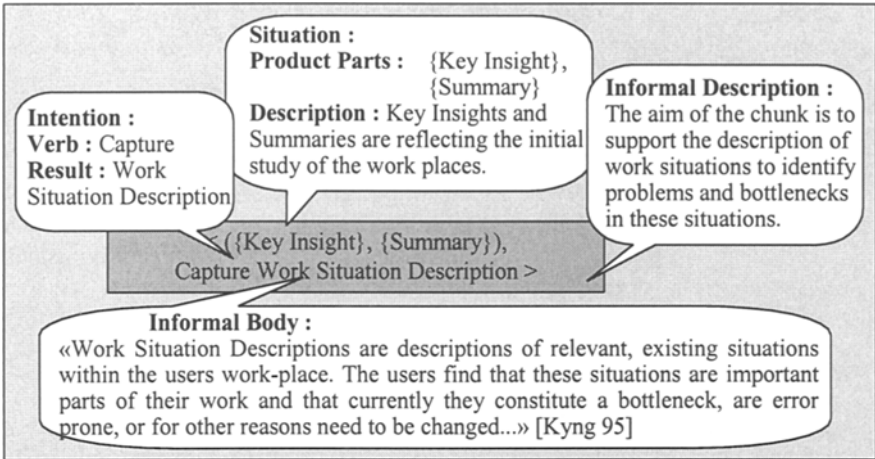 Situation :
Product Parts : {Key Insight},
{Summary}
Description : Key Insights and
Summaries are reflecting the initial
study of the work places.
Intention :
Verb : Capture
Result : Work
Situation Description
Informal Description :
The aim of the chunk is to
support the description of
work situations to identify
problems and bottlenecks
in these situations.
({Key Insight}, {Summary}),
Capture Work Situation Description >
Informal Body :
«Work Situation Descriptions are descriptions of relevant, existing situations
within the users work-place. The users find that these situations are important
parts of their work and that currently they constitute a bottleneck, are error
prone, or for other reasons need to be changed...» [Kyng 95]